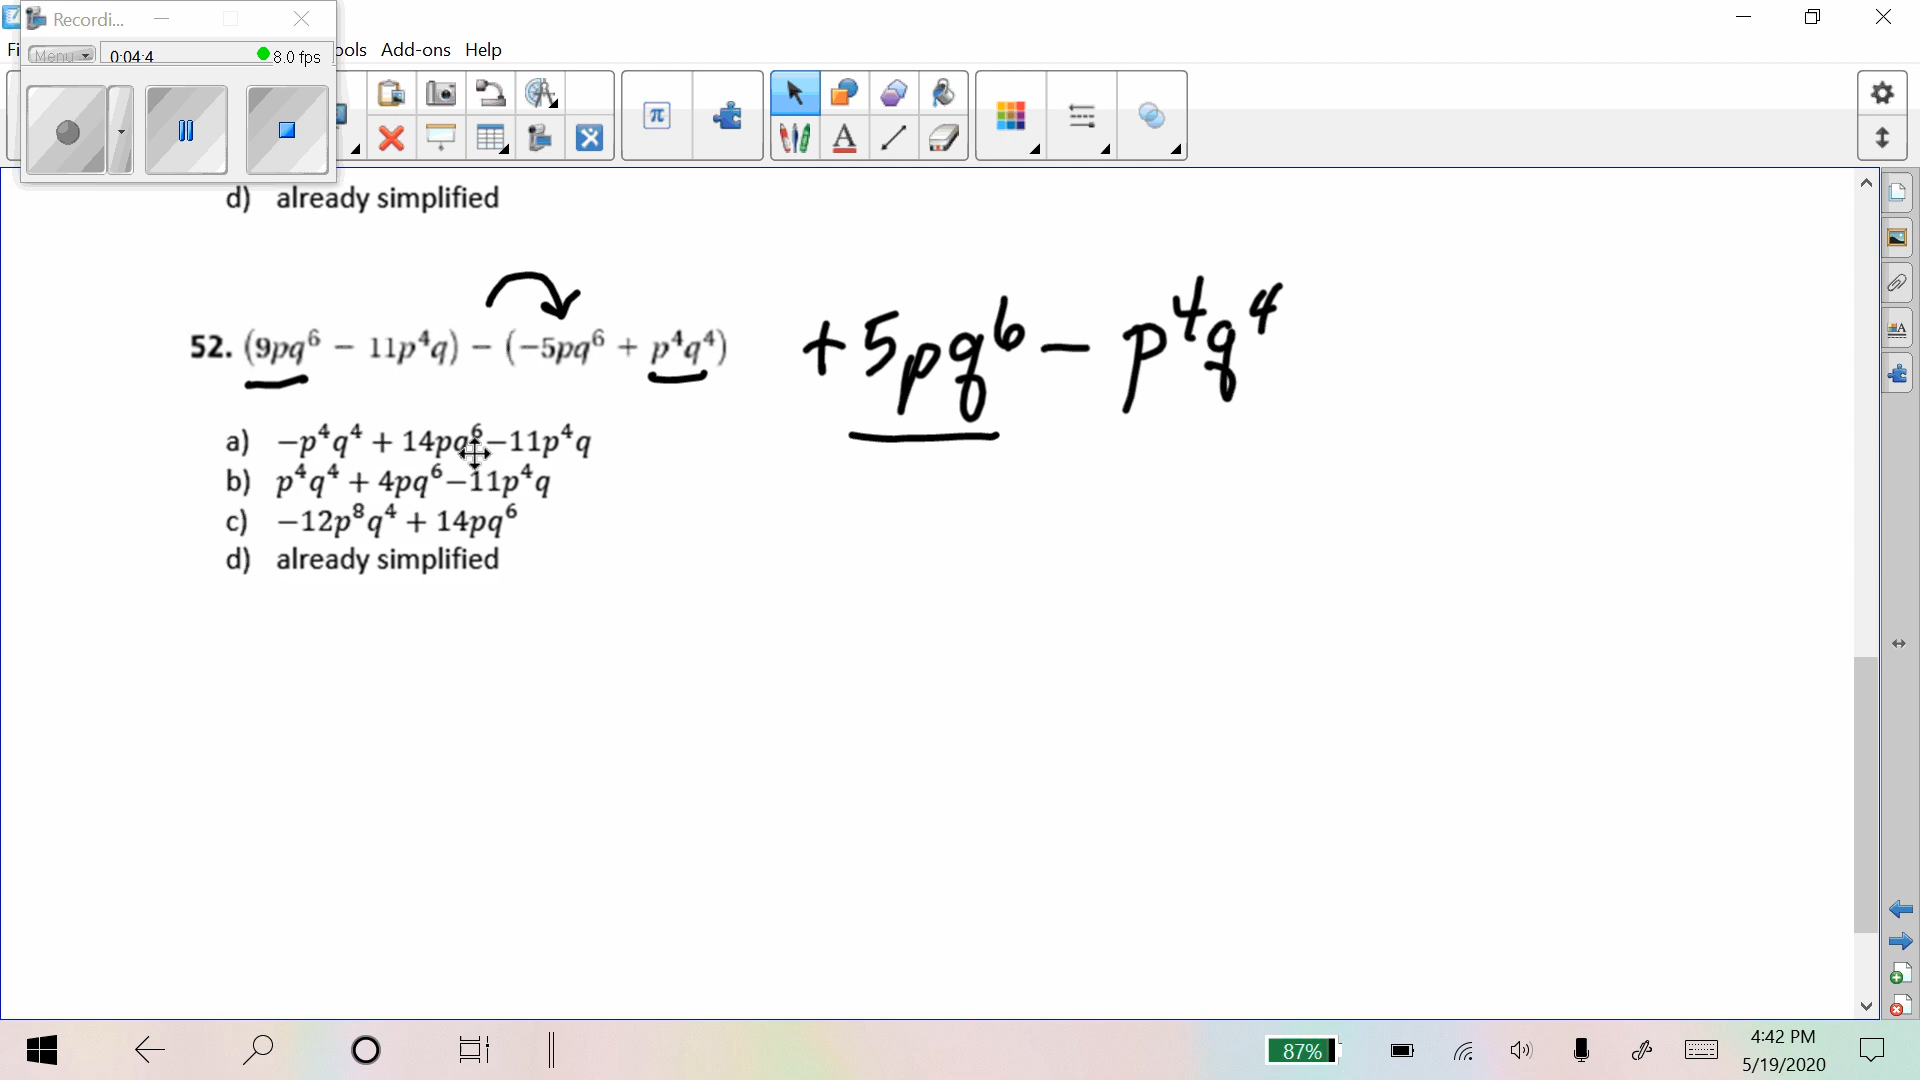 Recordi...
Fi
ools Add-ons Help
Menu 0:04:4 8.0 fps
d) already simplified
52. (9pq⁶ − 11p⁴q) − (−5pq⁶ + p⁴q⁴) +5pq⁶ − p⁴q⁴
a) −p⁴q⁴ + 14pq⁶−11p⁴q
b) p⁴q⁴ + 4pq⁶−11p⁴q
c) −12p⁸q⁴ + 14pq⁶
d) already simplified
87%
4:42 PM
5/19/2020